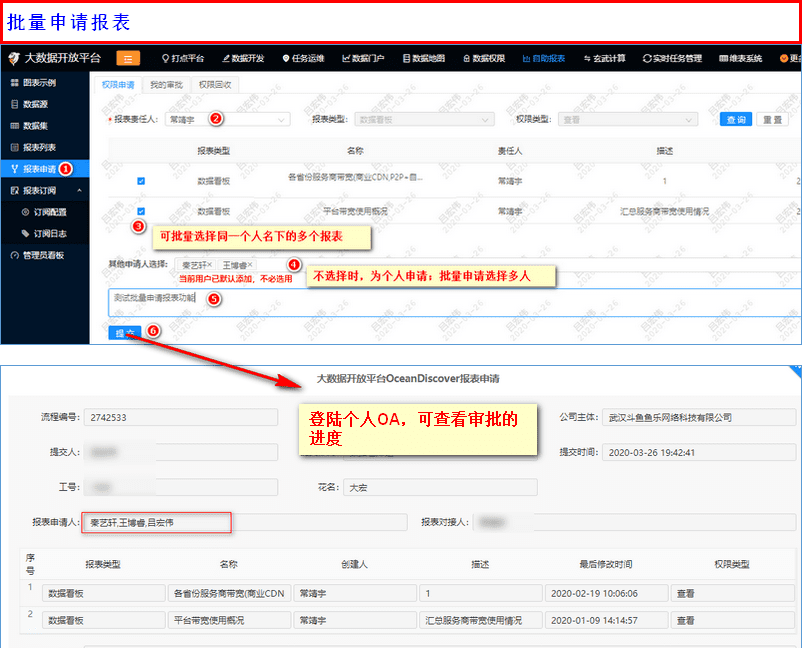 批量申请报表
大数据开放平台 打点平台 数据开发 任务运维 数据门户 数据地图 数据权限 自助报表 玄武计算 实时任务管理 维表系统
图表示例 权限申请 我的审批 权限回收
数据源
数据集 *报表责任人: 常靖宇 2 报表类型: 数据看板 权限类型: 查看 查询 重置
报表列表 报表类型 名称 责任人 描述
报表申请 1 数据看板 各省份服务商带宽(商业CDN,P2P+自... 常靖宇 1
报表订阅
订阅配置 数据看板 平台带宽使用概况 常靖宇 汇总服务商带宽使用情况
订阅日志 3 可批量选择同一个人名下的多个报表
管理员看板
其他申请人选择: 秦艺轩× 王博睿× 4
当前用户已默认添加, 不必选用 不选择时，为个人申请；批量申请选择多人
测试批量申请报表功能 5
提交 6
大数据开放平台OceanDiscover报表申请
登陆个人OA，可查看审批的
进度
流程编号: 2742533 公司主体: 武汉斗鱼鱼乐网络科技有限公司
提交人: 提交时间: 2020-03-26 19:42:41
工号: 花名: 大宏
报表申请人: 秦艺轩,王博睿,吕宏伟 报表对接人:
序号 报表类型 名称 创建人 描述 最后修改时间 权限类型
1 数据看板 各省份服务商带宽(商业CDN 常靖宇 1 2020-02-19 10:06:06 查看
2 数据看板 平台带宽使用概况 常靖宇 汇总服务商带宽使用情况 2020-01-09 14:14:57 查看